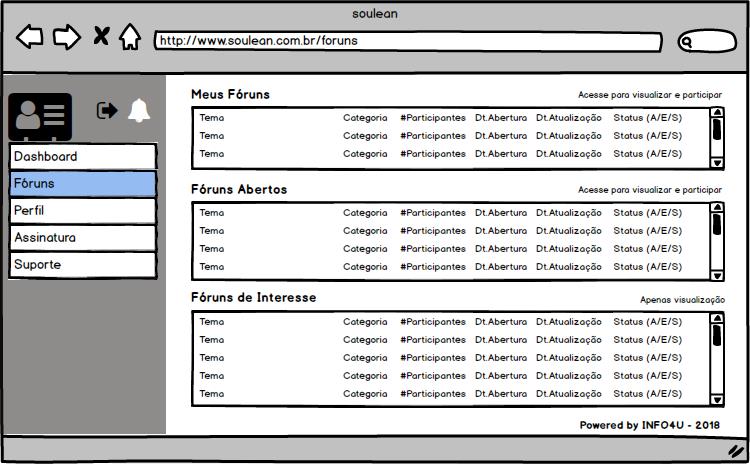 soulean
http://www.soulean.com.br/foruns
Dashboard
Fóruns
Perfil
Assinatura
Suporte
Meus Fóruns Acesse para visualizar e participar
Tema Categoria #Participantes Dt.Abertura Dt.Atualização Status (A/E/S)
Tema Categoria #Participantes Dt.Abertura Dt.Atualização Status (A/E/S)
Tema Categoria #Participantes Dt.Abertura Dt.Atualização Status (A/E/S)
Fóruns Abertos Acesse para visualizar e participar
Tema Categoria #Participantes Dt.Abertura Dt.Atualização Status (A/E/S)
Tema Categoria #Participantes Dt.Abertura Dt.Atualização Status (A/E/S)
Tema Categoria #Participantes Dt.Abertura Dt.Atualização Status (A/E/S)
Tema Categoria #Participantes Dt.Abertura Dt.Atualização Status (A/E/S)
Fóruns de Interesse Apenas visualização
Tema Categoria #Participantes Dt.Abertura Dt.Atualização Status (A/E/S)
Tema Categoria #Participantes Dt.Abertura Dt.Atualização Status (A/E/S)
Tema Categoria #Participantes Dt.Abertura Dt.Atualização Status (A/E/S)
Tema Categoria #Participantes Dt.Abertura Dt.Atualização Status (A/E/S)
Tema Categoria #Participantes Dt.Abertura Dt.Atualização Status (A/E/S)
Powered by INFO4U - 2018